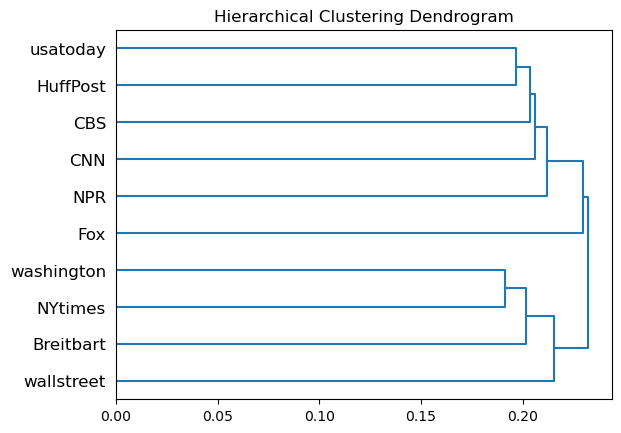 Hierarchical Clustering Dendrogram
usatoday
HuffPost
CBS
CNN
NPR
Fox
washington
NYtimes
Breitbart
wallstreet
0.00 0.05 0.10 0.15 0.20